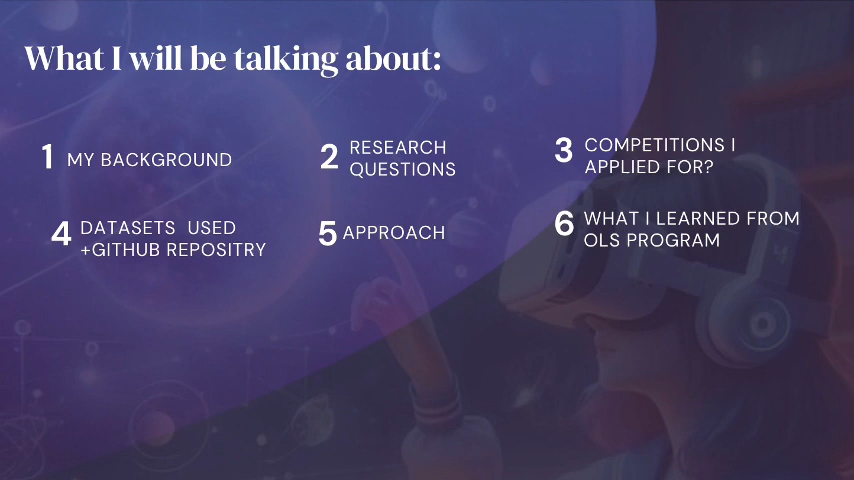 What I will be talking about:
1 MY BACKGROUND
2 RESEARCH
QUESTIONS
3 COMPETITIONS I
APPLIED FOR?
4 DATASETS USED
+GITHUB REPOSITRY
5 APPROACH
6 WHAT I LEARNED FROM
OLS PROGRAM